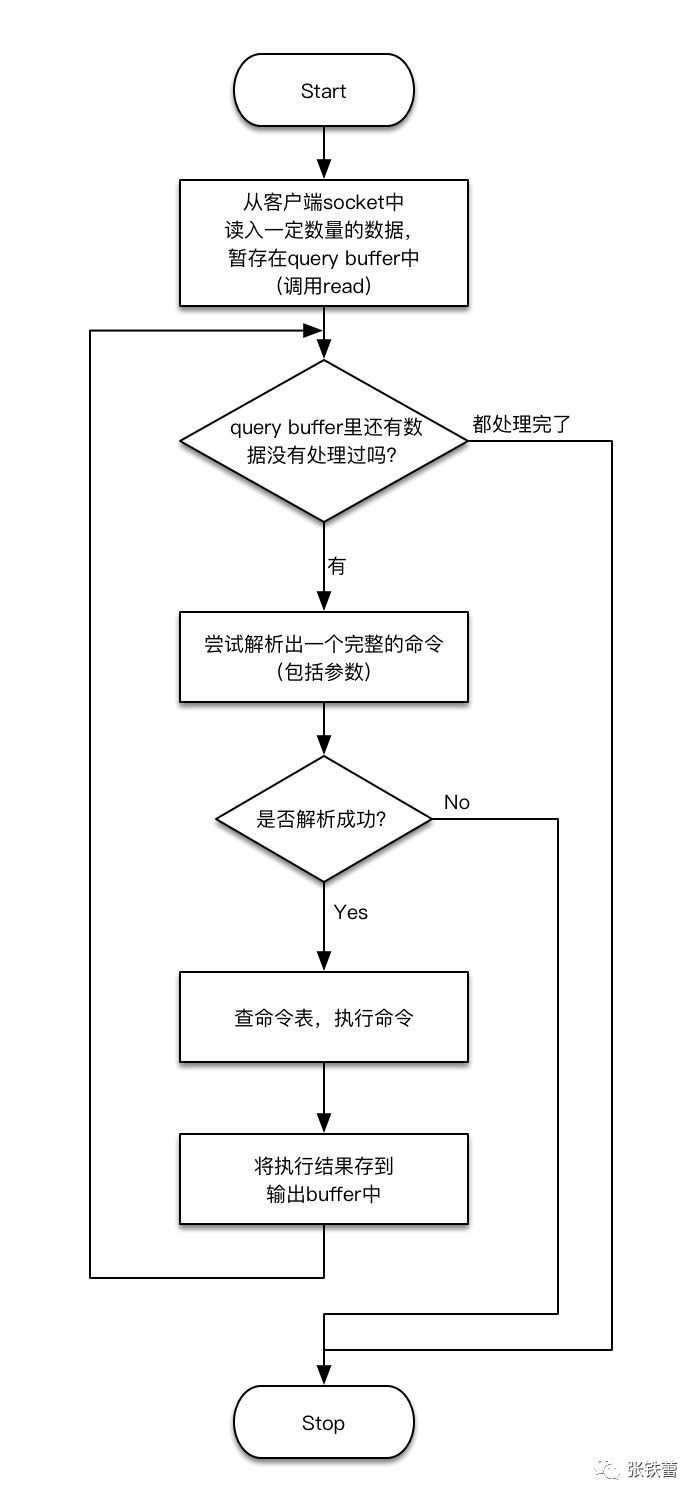 Start
从客户端socket中
读入一定数量的数据，
暂存在query buffer中
（调用read）
query buffer里还有数
据没有处理过吗？
都处理完了
有
尝试解析出一个完整的命令
（包括参数）
是否解析成功？
No
Yes
查命令表，执行命令
将执行结果存到
输出buffer中
Stop
张铁蕾